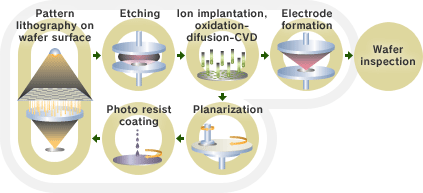 Pattern
lithography on
wafer surface
Etching
Ion implantation,
oxidation-
difusion-CVD
Electrode
formation
Wafer
inspection
Photo resist
coating
Planarization